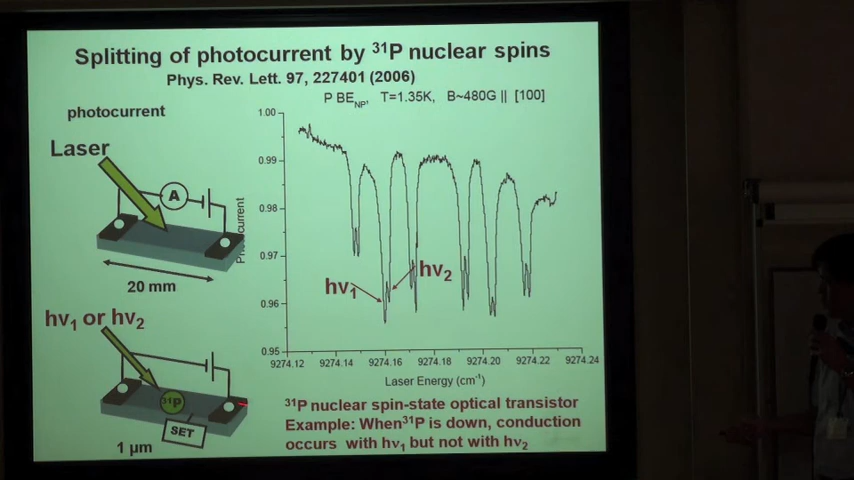 Splitting of photocurrent by ³¹P nuclear spins
Phys. Rev. Lett. 97, 227401 (2006)
P BE_NP, T=1.35K, B~480G || [100]
photocurrent
Laser
A
20 mm
hν₁ or hν₂
31P
SET
1 µm
1.00
0.99
0.98
0.97
0.96
0.95
Photocurrent
hν₁
hν₂
9274.12 9274.14 9274.16 9274.18 9274.20 9274.22 9274.24
Laser Energy (cm⁻¹)
³¹P nuclear spin-state optical transistor
Example: When³¹P is down, conduction
occurs with hν₁ but not with hν₂